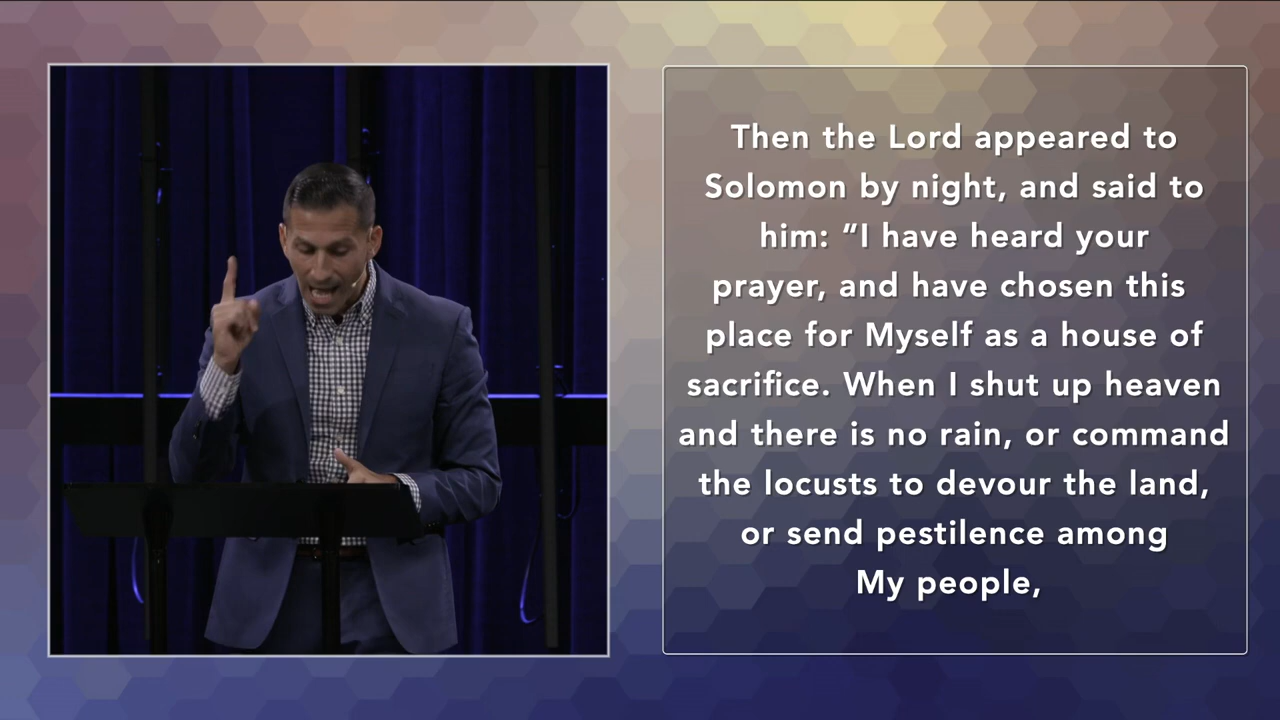 Then the Lord appeared to
Solomon by night, and said to
him: “I have heard your
prayer, and have chosen this
place for Myself as a house of
sacrifice. When I shut up heaven
and there is no rain, or command
the locusts to devour the land,
or send pestilence among
My people,